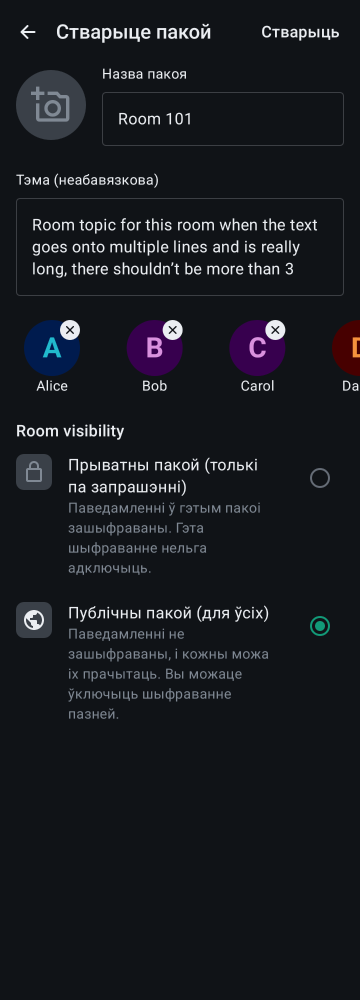 Стварыце пакой
Стварыць
Назва пакоя
Room 101
Тэма (неабавязкова)
Room topic for this room when the text
goes onto multiple lines and is really
long, there shouldn’t be more than 3
A
B
C
Alice
Bob
Carol
Da
Room visibility
Прыватны пакой (толькі
па запрашэнні)
Паведамленні ў гэтым пакоі
зашыфраваны. Гэта
шыфраванне нельга
адключыць.
Публічны пакой (для ўсіх)
Паведамленні не
зашыфраваны, і кожны можа
іх прачытаць. Вы можаце
ўключыць шыфраванне
пазней.